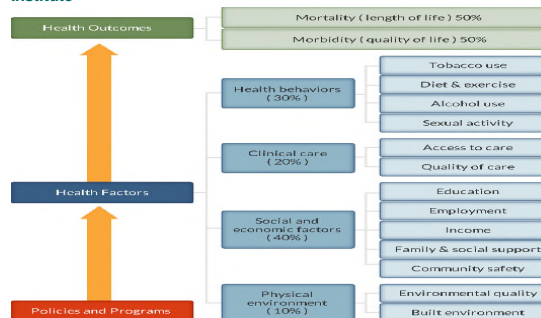 Institute
Health Outcomes
Mortality (length of life) 50%
Morbidity (quality of life) 50%
Health Factors
Health behaviors
(30%)
Tobacco use
Diet & exercise
Alcohol use
Sexual activity
Clinical care
(20%)
Access to care
Quality of care
Social and
economic factors
(40%)
Education
Employment
Income
Family & social support
Community safety
Policies and Programs
Physical
environment
(10%)
Environmental quality
Built environment